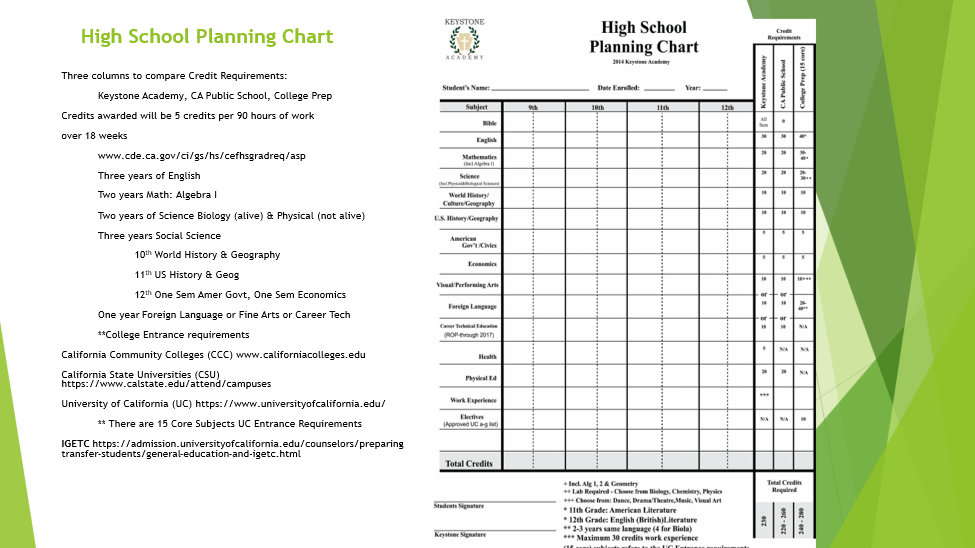 High School Planning Chart
Three columns to compare Credit Requirements:
Keystone Academy, CA Public School, College Prep
Credits awarded will be 5 credits per 90 hours of work
over 18 weeks
www.cde.ca.gov/ci/gs/hs/cefhsgradreq/asp
Three years of English
Two years Math: Algebra I
Two years of Science Biology (alive) & Physical (not alive)
Three years Social Science
10th World History & Geography
11th US History & Geog
12th One Sem Amer Govt, One Sem Economics
One year Foreign Language or Fine Arts or Career Tech
**College Entrance requirements
California Community Colleges (CCC) www.californiacolleges.edu
California State Universities (CSU)
https://www.calstate.edu/attend/campuses
University of California (UC) https://www.universityofcalifornia.edu/
** There are 15 Core Subjects UC Entrance Requirements
IGETC https://admission.universityofcalifornia.edu/counselors/preparing
transfer-students/general-education-and-igetc.html
KEYSTONE
ACADEMY
High School
Planning Chart
2014 Keystone Academy
Credit
Requirements
Student's Name: Date Enrolled: Year:
Keystone Academy
CA Public School
College Prep (15 core)
Subject 9th 10th 11th 12th
Bible All Sem 0
English 30 30 40*
Mathematics 20 20 30-40+
(Incl.Algebra I)
Science 20 20 20-30++
(Incl.Physical&Biological Sciences)
World History/ 10 10 10
Culture/Geography
U.S. History/Geography 10 10 10
American 5 5 5
Gov't /Civics
Economics 5 5 5
Visual/Performing Arts 10 10 10+++
or or
Foreign Language 10 10 20-40**
or or
Career Technical Education 10 10 N/A
(ROP-through 2017)
Health 5 N/A N/A
Physical Ed 20 20 N/A
Work Experience ***
Electives N/A N/A 10
(Approved UC a-g list)
Total Credits
Students Signature
Keystone Signature
+ Incl. Alg 1, 2 & Geometry
++ Lab Required - Choose from Biology, Chemistry, Physics
+++ Choose from: Dance, Drama/Theatre,Music, Visual Art
* 11th Grade: American Literature
* 12th Grade: English (British)Literature
** 2-3 years same language (4 for Biola)
*** Maximum 30 credits work experience
(15 core) subjects refers to the UC Entrance requirements
Total Credits
Required
230
220 - 260
240 - 280